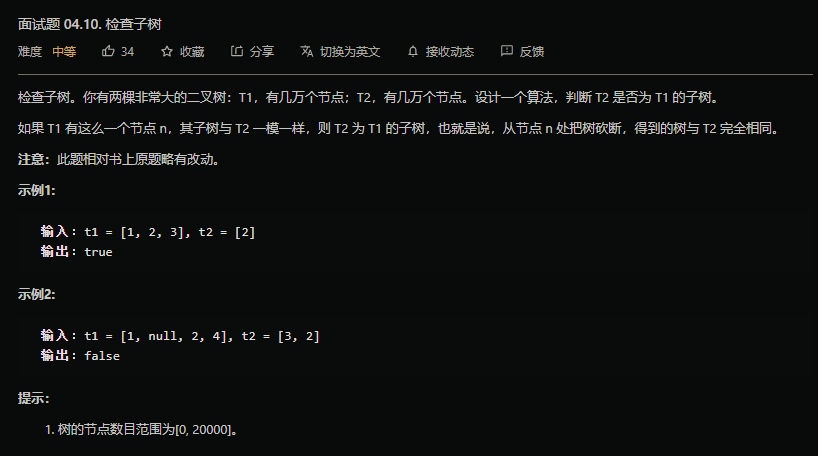 面试题 04.10. 检查子树
难度 中等 34 收藏 分享 切换为英文 接收动态 反馈
检查子树。你有两棵非常大的二叉树：T1，有几万个节点；T2，有几万个节点。设计一个算法，判断 T2 是否为 T1 的子树。
如果 T1 有这么一个节点 n，其子树与 T2 一模一样，则 T2 为 T1 的子树，也就是说，从节点 n 处把树砍断，得到的树与 T2 完全相同。
注意：此题相对书上原题略有改动。
示例1:
输入：t1 = [1, 2, 3], t2 = [2]
输出：true
示例2:
输入：t1 = [1, null, 2, 4], t2 = [3, 2]
输出：false
提示：
1. 树的节点数目范围为[0, 20000]。